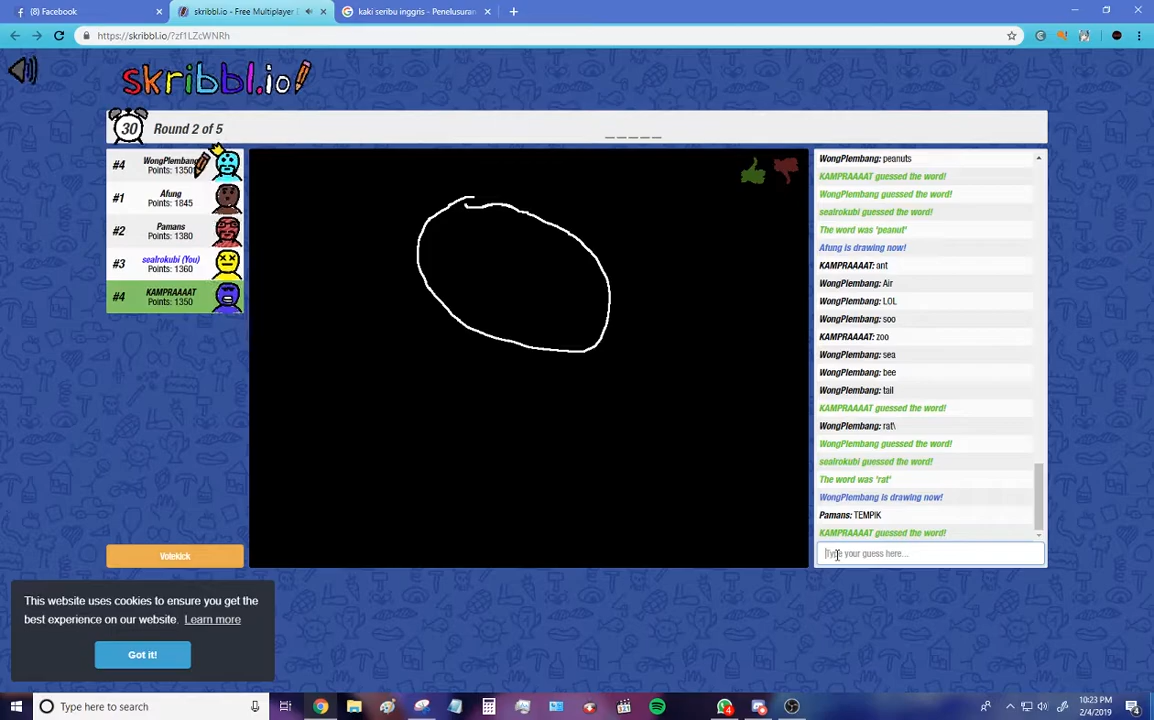 (8) Facebook
skribbl.io - Free Multiplayer
kaki seribu inggris - Penelusuran
https://skribbl.io/?zf1LZcWNRh
skribbl.io
30
Round 2 of 5
_ _ _ _ _
#4 WongPlembang
Points: 1350
#1 Afung
Points: 1845
#2 Pamans
Points: 1380
#3 sealrokubi (You)
Points: 1360
#4 KAMPRAAAAT
Points: 1350
WongPlembang: peanuts
KAMPRAAAAT guessed the word!
WongPlembang guessed the word!
sealrokubi guessed the word!
The word was 'peanut'
Afung is drawing now!
KAMPRAAAAT: ant
WongPlembang: Air
WongPlembang: LOL
WongPlembang: soo
KAMPRAAAAT: zoo
WongPlembang: sea
WongPlembang: bee
WongPlembang: tail
KAMPRAAAAT guessed the word!
WongPlembang: rat\
WongPlembang guessed the word!
sealrokubi guessed the word!
The word was 'rat'
WongPlembang is drawing now!
Pamans: TEMPIK
KAMPRAAAAT guessed the word!
Type your guess here...
Votekick
This website uses cookies to ensure you get the
best experience on our website. Learn more
Got it!
Type here to search
10:23 PM
2/4/2019